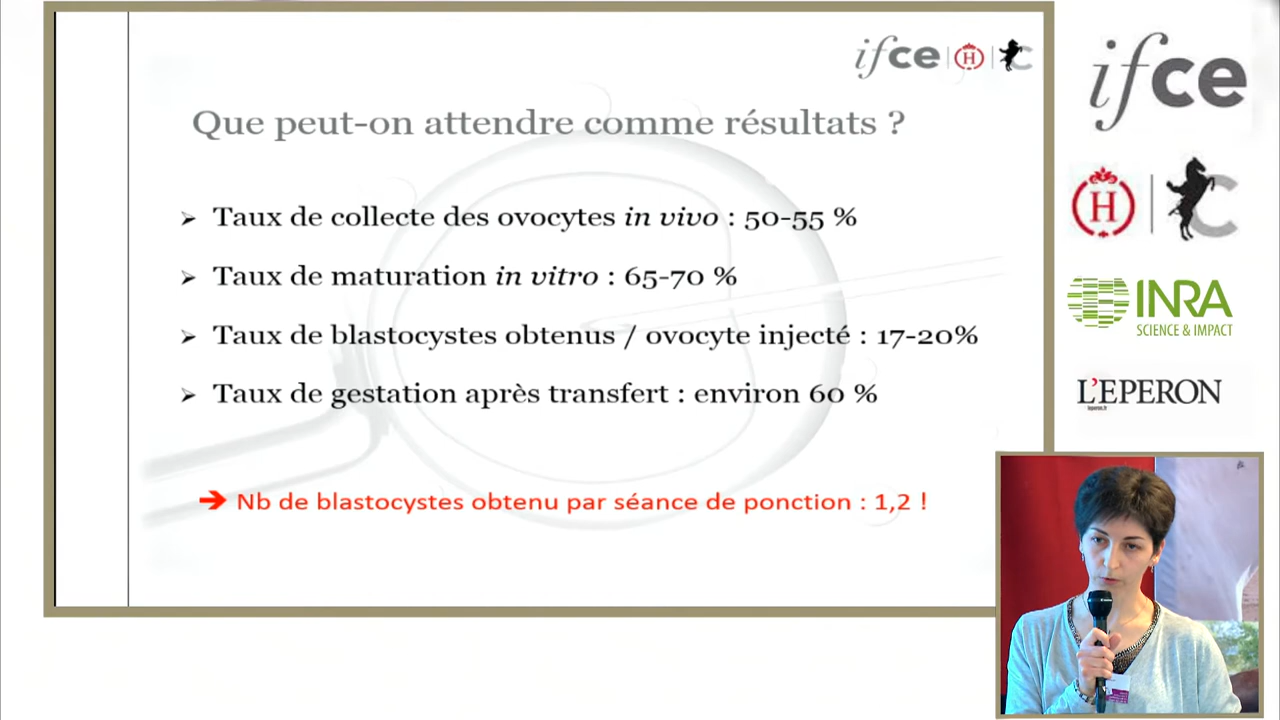 ifce
H
C
Que peut-on attendre comme résultats ?
➢ Taux de collecte des ovocytes in vivo : 50-55 %
➢ Taux de maturation in vitro : 65-70 %
➢ Taux de blastocystes obtenus / ovocyte injecté : 17-20%
➢ Taux de gestation après transfert : environ 60 %
➔ Nb de blastocystes obtenu par séance de ponction : 1,2 !
ifce
H
C
INRA
SCIENCE & IMPACT
L'EPERON
leperon.fr